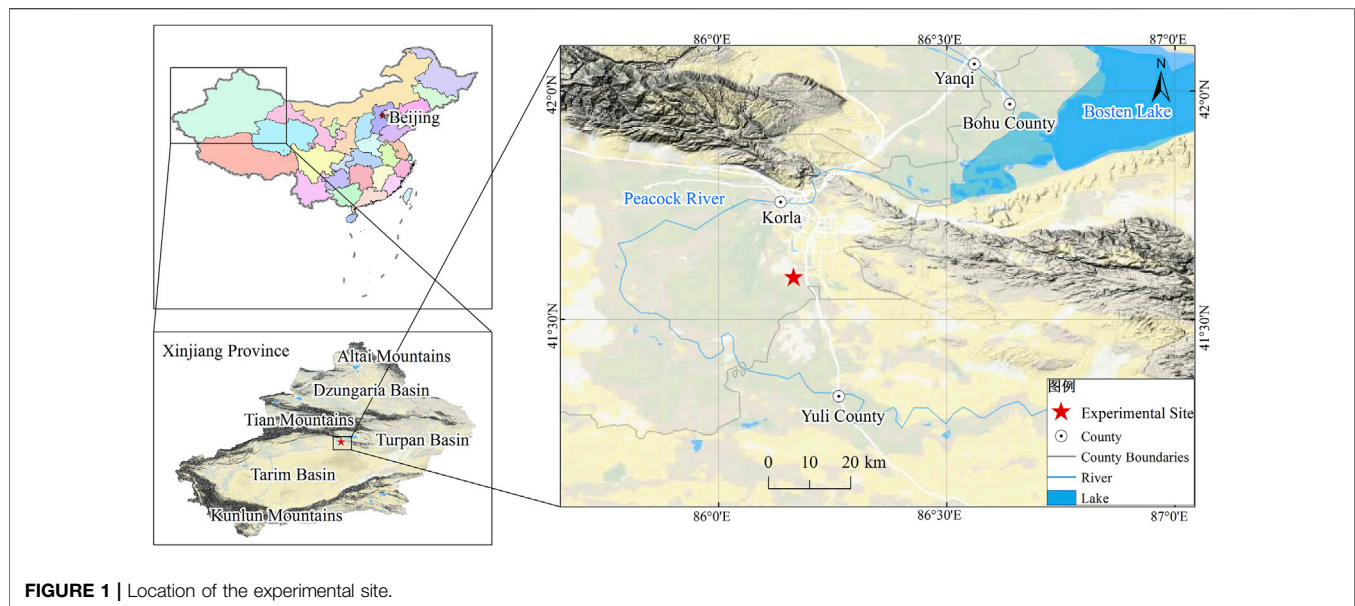 Beijing
Xinjiang Province
Altai Mountains
Dzungaria Basin
Tian Mountains
Turpan Basin
Tarim Basin
Kunlun Mountains
86°0'E
86°30'E
87°0'E
42°0'N
42°0'N
41°30'N
41°30'N
86°0'E
86°30'E
87°0'E
N
Yanqi
Bohu County
Bosten Lake
Peacock River
Korla
Yuli County
0 10 20 km
图例
Experimental Site
County
County Boundaries
River
Lake
FIGURE 1 | Location of the experimental site.